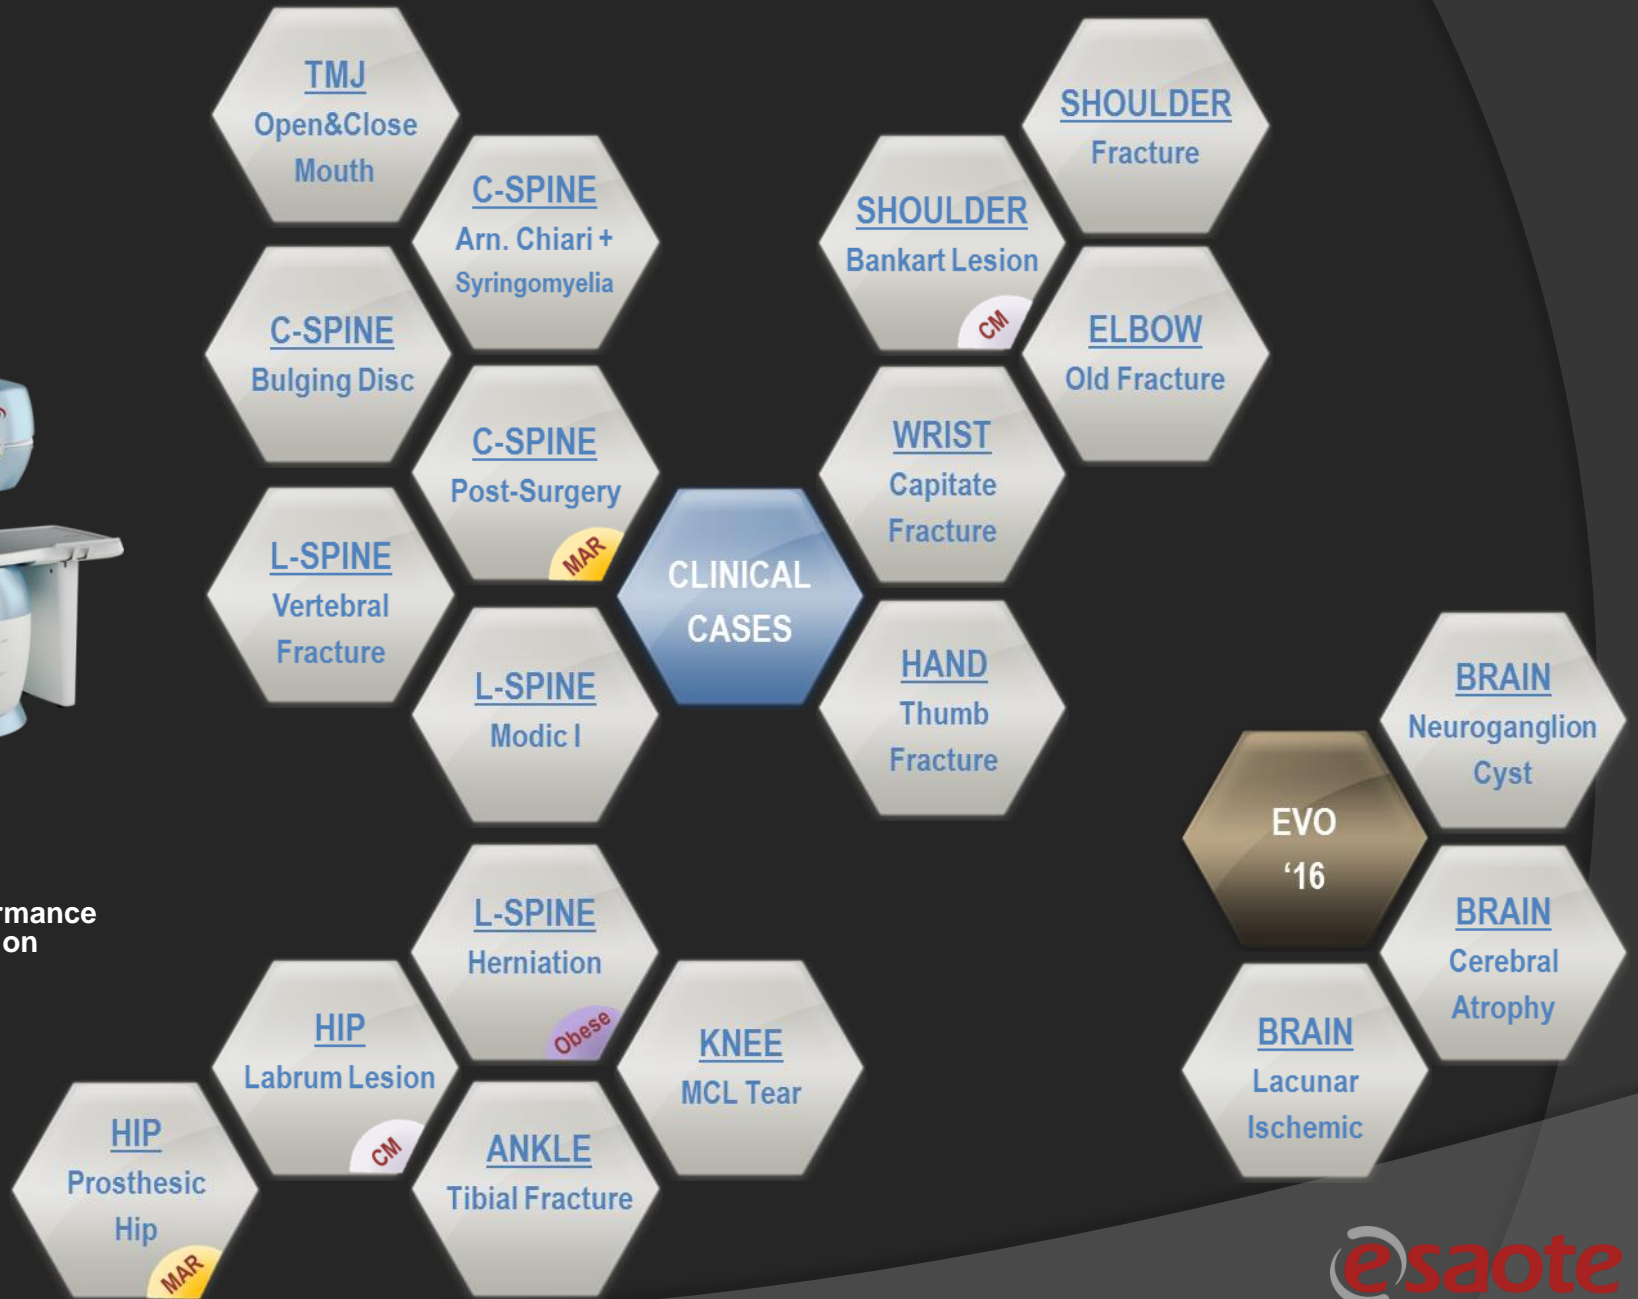 TMJ
Open&Close
Mouth
C-SPINE
Arn. Chiari +
Syringomyelia
C-SPINE
Bulging Disc
C-SPINE
Post-Surgery
MAR
L-SPINE
Vertebral
Fracture
L-SPINE
Modic I
CLINICAL
CASES
SHOULDER
Fracture
SHOULDER
Bankart Lesion
CM
ELBOW
Old Fracture
WRIST
Capitate
Fracture
HAND
Thumb
Fracture
L-SPINE
Herniation
Obese
HIP
Labrum Lesion
CM
KNEE
MCL Tear
HIP
Prosthesic
Hip
MAR
ANKLE
Tibial Fracture
EVO
‘16
BRAIN
Neuroganglion
Cyst
BRAIN
Cerebral
Atrophy
BRAIN
Lacunar
Ischemic
rmance
on
esaote